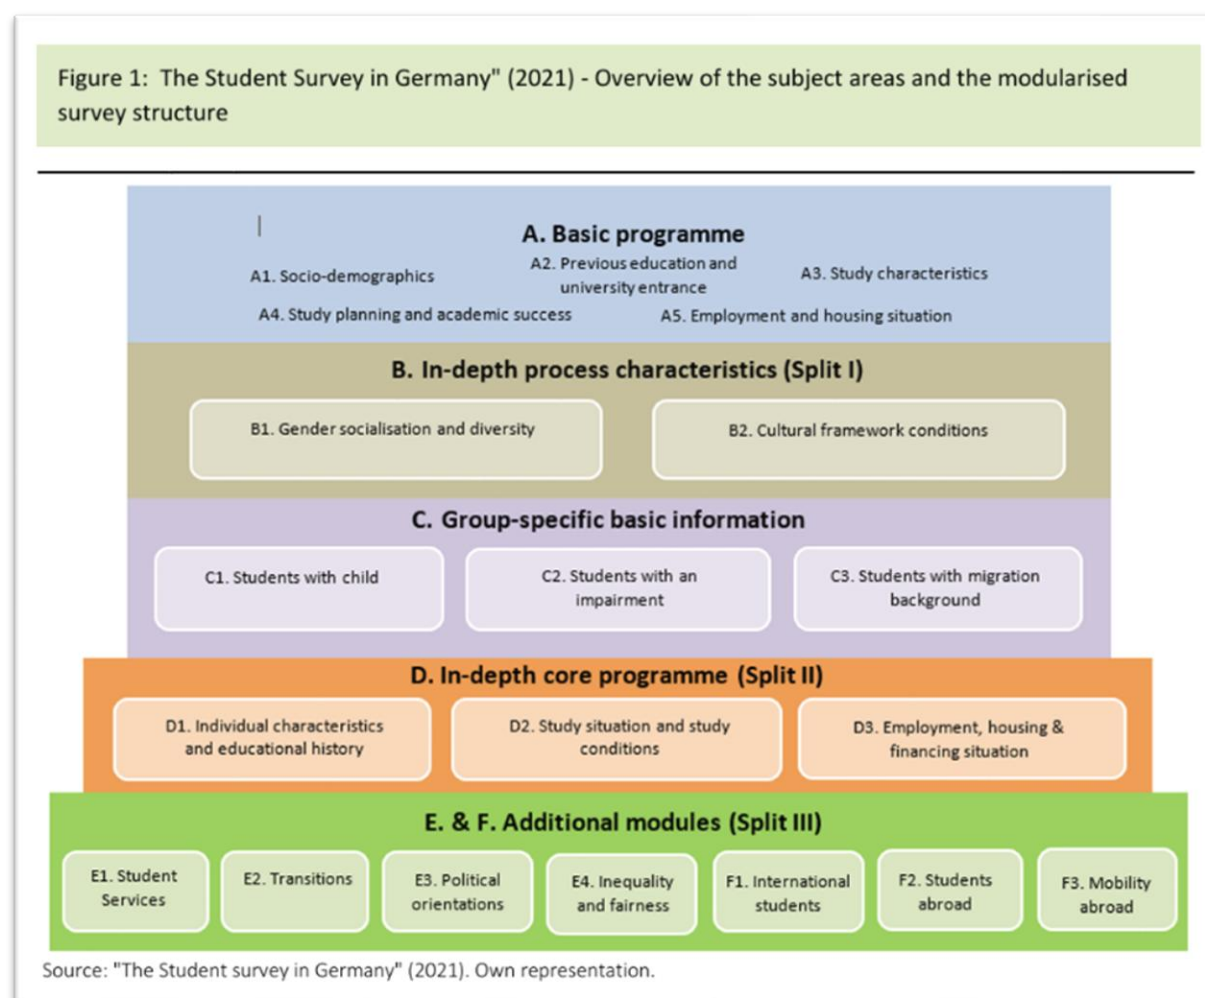 Figure 1:  The Student Survey in Germany" (2021) - Overview of the subject areas and the modularised
survey structure
A. Basic programme
A1. Socio-demographics
A2. Previous education and
university entrance
A3. Study characteristics
A4. Study planning and academic success
A5. Employment and housing situation
B. In-depth process characteristics (Split I)
B1. Gender socialisation and diversity
B2. Cultural framework conditions
C. Group-specific basic information
C1. Students with child
C2. Students with an
impairment
C3. Students with migration
background
D. In-depth core programme (Split II)
D1. Individual characteristics
and educational history
D2. Study situation and study
conditions
D3. Employment, housing &
financing situation
E. & F. Additional modules (Split III)
E1. Student
Services
E2. Transitions
E3. Political
orientations
E4. Inequality
and fairness
F1. International
students
F2. Students
abroad
F3. Mobility
abroad
Source: "The Student survey in Germany" (2021). Own representation.